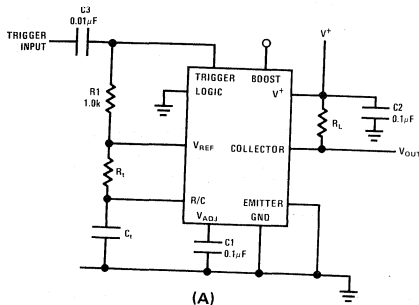 C3
0.01µF
TRIGGER
INPUT
V+
TRIGGER BOOST
LOGIC
V+
R1
1.0k
C2
0.1µF
RL
VREF
COLLECTOR
VOUT
Rt
R/C
EMITTER
VADJ
GND
Ct
C1
0.1µF
(A)